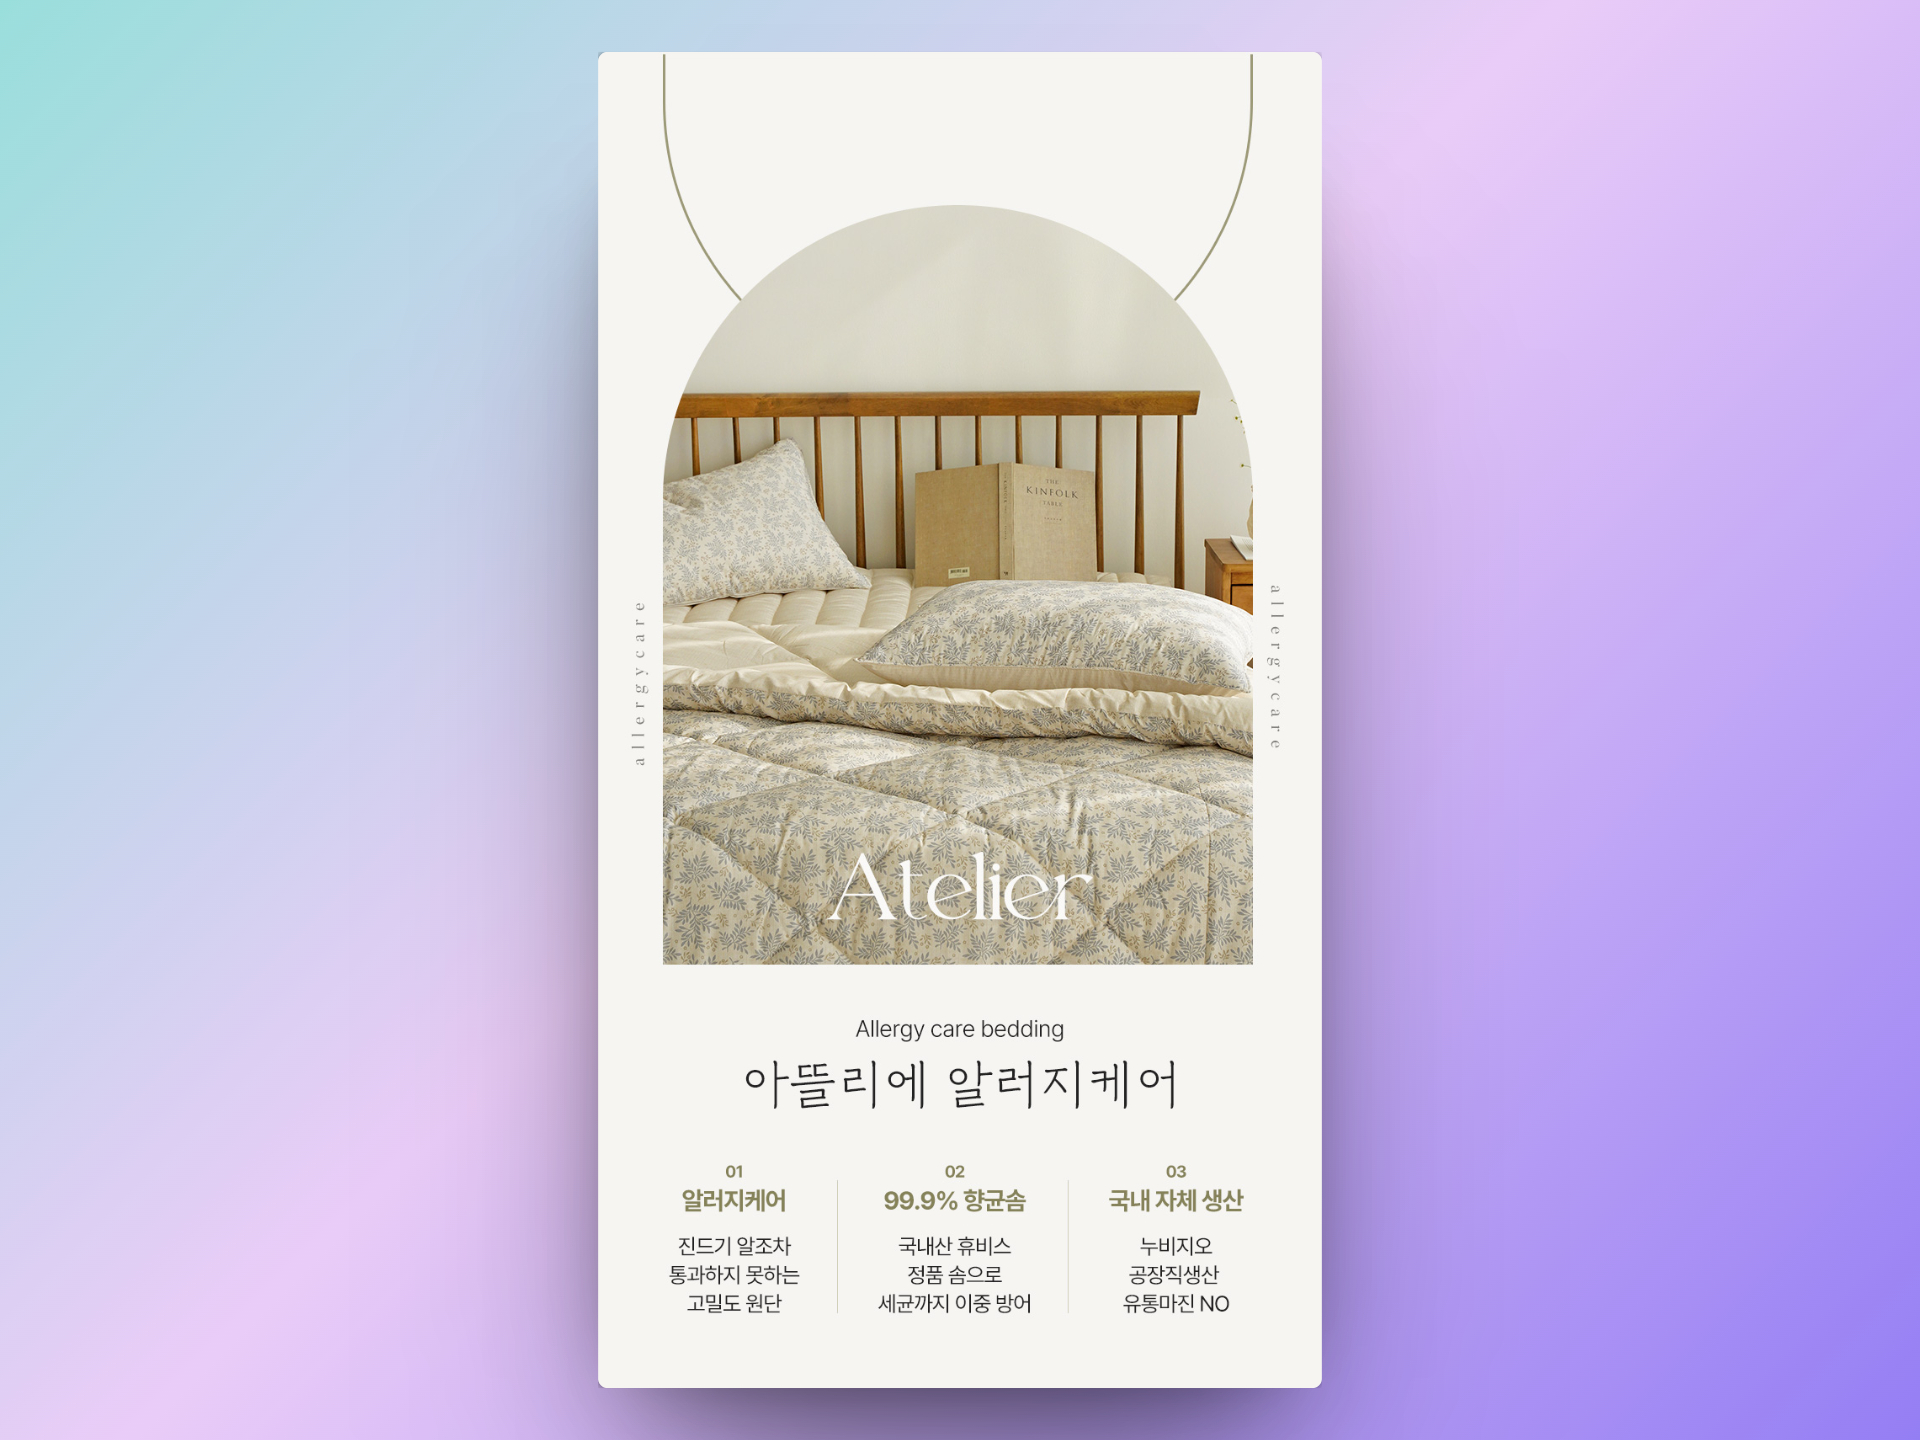 THE
KINFOLK
TABLE
allergycare
allergycare
Atelier
Allergy care bedding
아뜰리에 알러지케어
01
알러지케어
진드기 알조차
통과하지 못하는
고밀도 원단
02
99.9% 향균솜
국내산 휴비스
정품 솜으로
세균까지 이중 방어
03
국내 자체 생산
누비지오
공장직생산
유통마진 NO